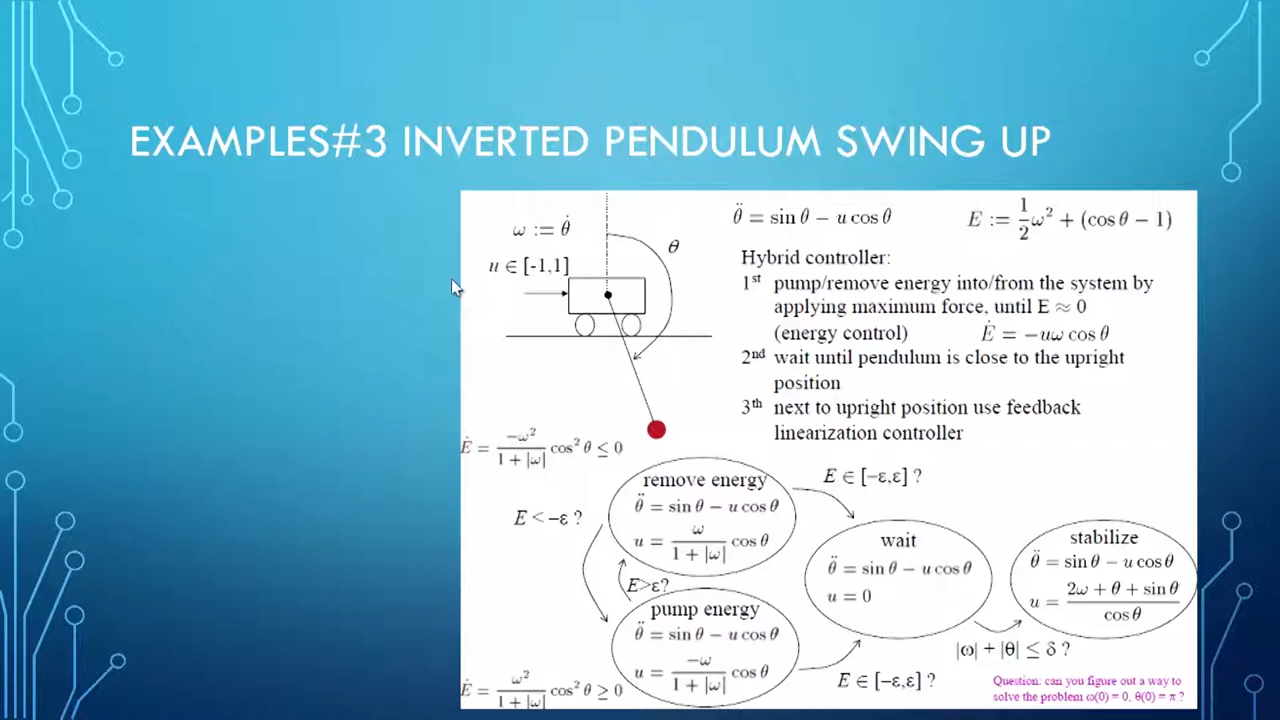 EXAMPLES#3 INVERTED PENDULUM SWING UP
ω := θ̇
u ∈ [-1,1]
θ
θ̈ = sin θ − u cos θ
E := 1/2 ω² + (cos θ − 1)
Hybrid controller:
1st pump/remove energy into/from the system by
applying maximum force, until E ≈ 0
(energy control) Ė = −uω cos θ
2nd wait until pendulum is close to the upright
position
3th next to upright position use feedback
linearization controller
Ė = −ω²/(1 + |ω|) cos² θ ≤ 0
remove energy
θ̈ = sin θ − u cos θ
u = ω/(1 + |ω|) cos θ
E ∈ [−ε,ε] ?
E < −ε ?
E>ε?
pump energy
θ̈ = sin θ − u cos θ
u = −ω/(1 + |ω|) cos θ
Ė = ω²/(1 + |ω|) cos² θ ≥ 0
E ∈ [−ε,ε] ?
wait
θ̈ = sin θ − u cos θ
u = 0
|ω| + |θ| ≤ δ ?
stabilize
θ̈ = sin θ − u cos θ
u = (2ω + θ + sin θ)/cos θ
Question: can you figure out a way to
solve the problem ω(0) = 0, θ(0) = π ?